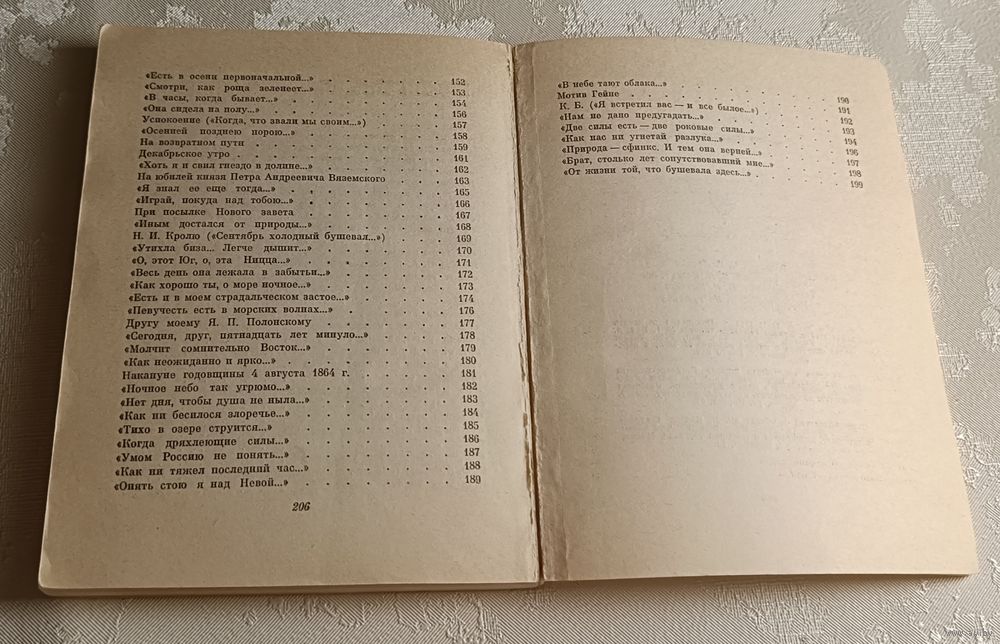 «Есть в осени первоначальной...» . . . . . . . 152
«Смотри, как роща зеленеет...» . . . . . . . 153
«В часы, когда бывает...» . . . . . . . . 154
«Она сидела на полу...» . . . . . . . . 156
Успокоение («Когда, что звали мы своим...») . . . . 157
«Осенней позднею порою...» . . . . . . . 158
На возвратном пути . . . . . . . . . 159
Декабрьское утро . . . . . . . . . 161
«Хоть я и свил гнездо в долине...» . . . . . . 162
На юбилей князя Петра Андреевича Вяземского . . . 163
«Я знал ее еще тогда...» . . . . . . . . 165
«Играй, покуда над тобою...» . . . . . . . 166
При посылке Нового завета . . . . . . . 167
«Иным достался от природы...» . . . . . . . 168
Н. И. Кролю («Сентябрь холодный бушевал...») . . . 169
«Утихла биза... Легче дышит...» . . . . . . . 170
«О, этот Юг, о, эта Ницца...» . . . . . . . 171
«Весь день она лежала в забытьи...» . . . . . . 172
«Как хорошо ты, о море ночное...» . . . . . . 173
«Есть и в моем страдальческом застое...» . . . . . 174
«Певучесть есть в морских волнах...» . . . . . . 176
Другу моему Я. П. Полонскому . . . . . . . 177
«Сегодня, друг, пятнадцать лет минуло...» . . . . 178
«Молчит сомнительно Восток...» . . . . . . . 179
«Как неожиданно и ярко...» . . . . . . . . 180
Накануне годовщины 4 августа 1864 г. . . . . . 181
«Ночное небо так угрюмо...» . . . . . . . . 182
«Нет дня, чтобы душа не ныла...» . . . . . . 183
«Как ни бесилося злоречье...» . . . . . . . 184
«Тихо в озере струится...» . . . . . . . . 185
«Когда дряхлеющие силы...» . . . . . . . . 186
«Умом Россию не понять...» . . . . . . . . 187
«Как ни тяжел последний час...» . . . . . . . 188
«Опять стою я над Невой...» . . . . . . . . 189
206
«В небе тают облака...» . . . . . . . . 190
Мотив Гейне . . . . . . . . . . 191
К. Б. («Я встретил вас — и все былое...») . . . . 192
«Нам не дано предугадать...» . . . . . . . 193
«Две силы есть — две роковые силы...» . . . . . 194
«Как нас ни угнетай разлука...» . . . . . . . 196
«Природа — сфинкс. И тем она верней...» . . . . . 197
«Брат, столько лет сопутствовавший мне...» . . . . 198
«От жизни той, что бушевала здесь...» . . . . . 199